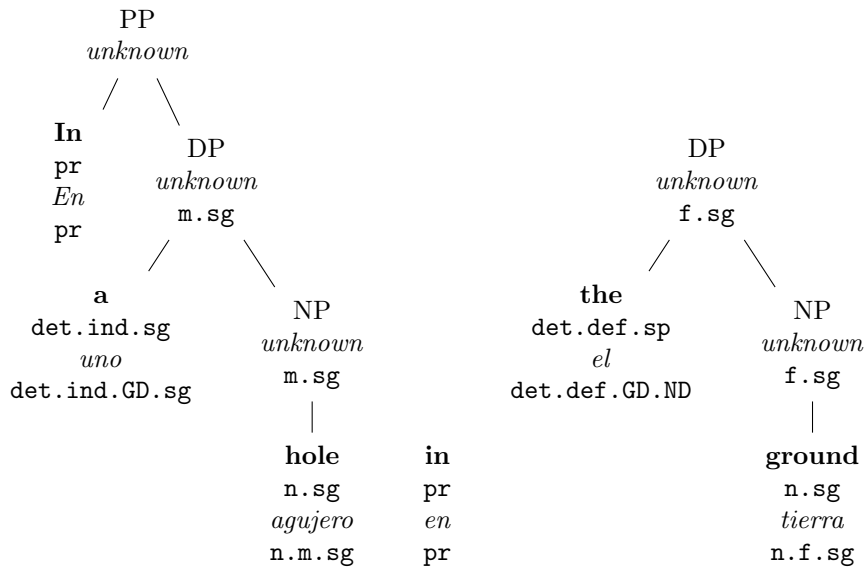 PP
unknown
In
pr
En
pr
DP
unknown
m.sg
a
det.ind.sg
uno
det.ind.GD.sg
NP
unknown
m.sg
hole
n.sg
agujero
n.m.sg
in
pr
en
pr
DP
unknown
f.sg
the
det.def.sp
el
det.def.GD.ND
NP
unknown
f.sg
ground
n.sg
tierra
n.f.sg